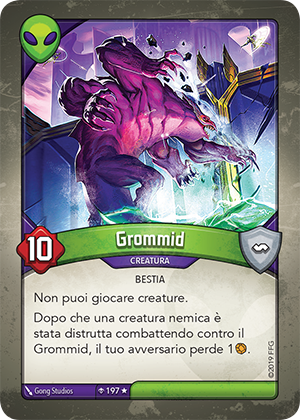 Grommid
10
CREATURA
BESTIA
Non puoi giocare creature.
Dopo che una creatura nemica è
stata distrutta combattendo contro il
Grommid, il tuo avversario perde 1
Gong Studios
197
©2019 FFG